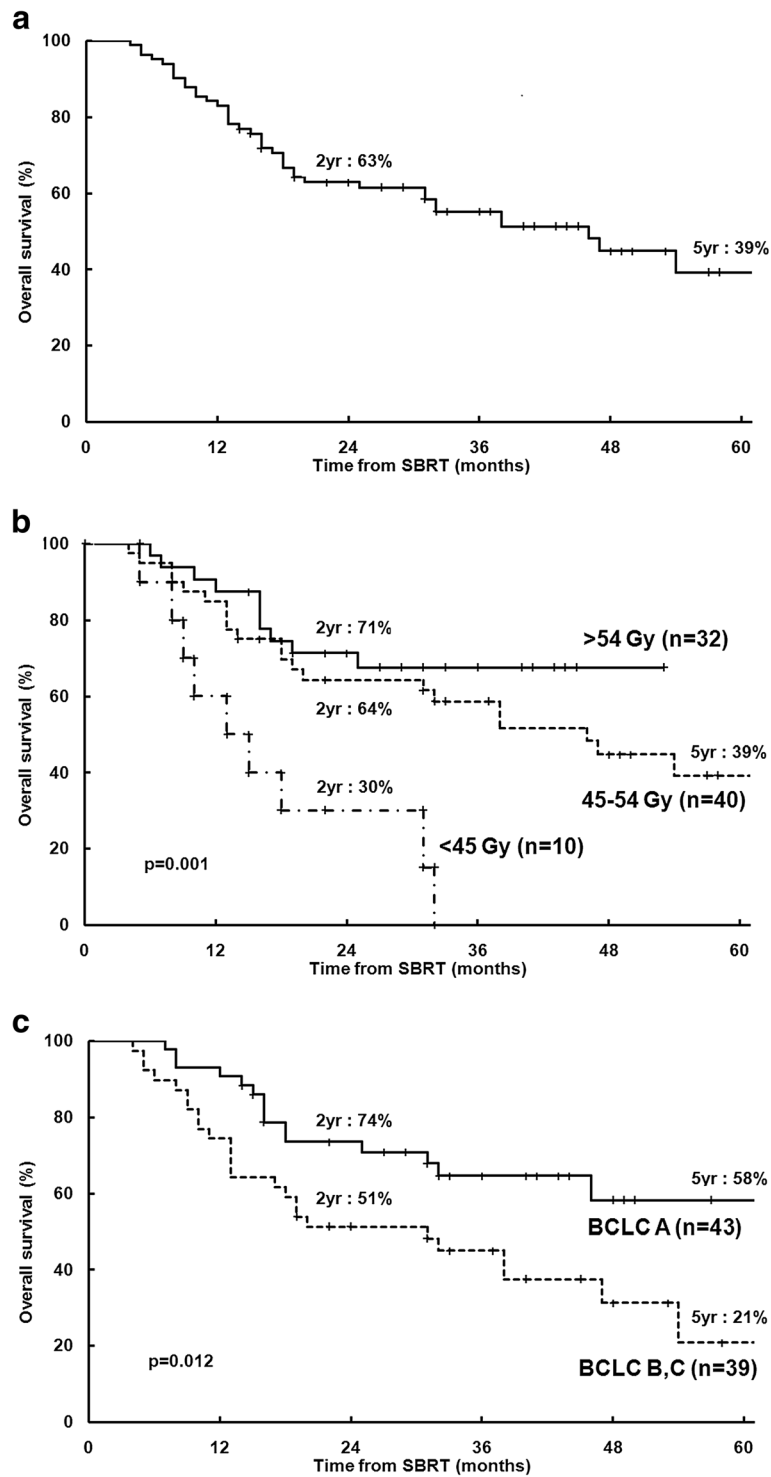 a
100
80
60
40
20
0
Overall survival (%)
2yr : 63%
5yr : 39%
0 12 24 36 48 60
Time from SBRT (months)
b
100
80
60
40
20
0
Overall survival (%)
2yr : 71%
>54 Gy (n=32)
2yr : 64%
5yr : 39%
45-54 Gy (n=40)
2yr : 30%
<45 Gy (n=10)
p=0.001
0 12 24 36 48 60
Time from SBRT (months)
c
100
80
60
40
20
0
Overall survival (%)
2yr : 74%
5yr : 58%
BCLC A (n=43)
2yr : 51%
5yr : 21%
BCLC B,C (n=39)
p=0.012
0 12 24 36 48 60
Time from SBRT (months)